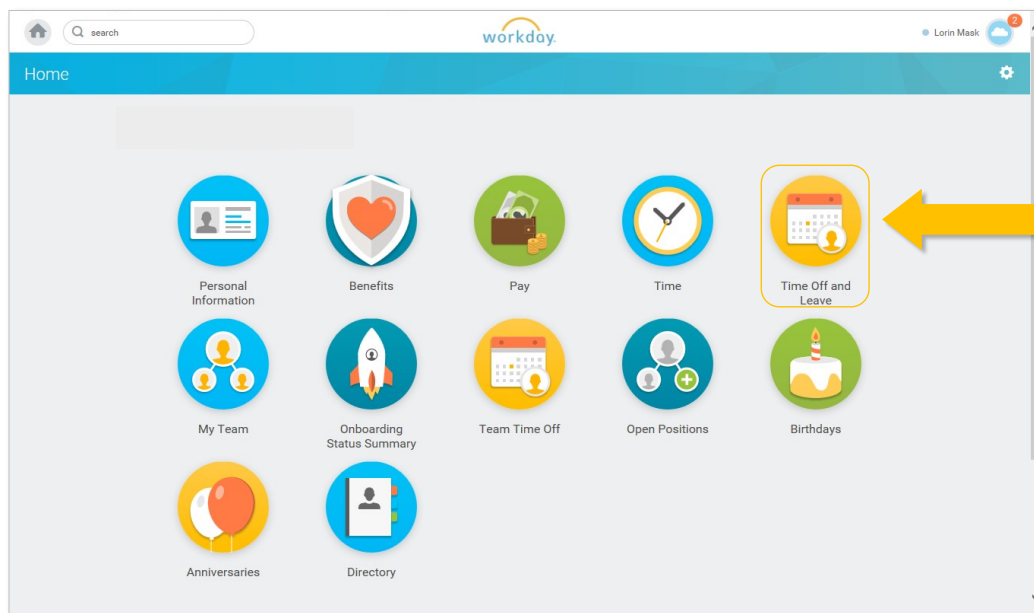 search
workday.
Lorin Mask
2
Home
Personal
Information
Benefits
Pay
Time
Time Off and
Leave
My Team
Onboarding
Status Summary
Team Time Off
Open Positions
Birthdays
Anniversaries
Directory